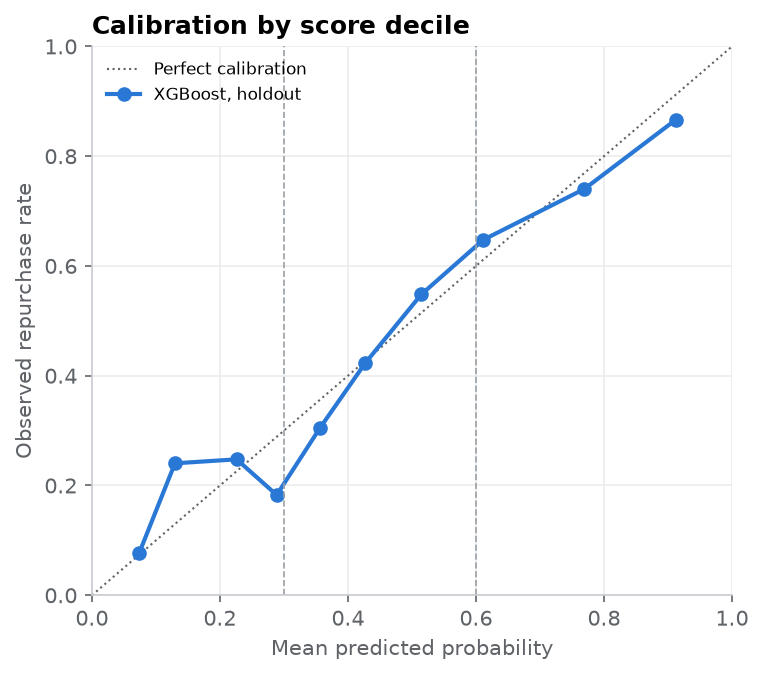 Calibration by score decile
Perfect calibration
XGBoost, holdout
Observed repurchase rate
1.0
0.8
0.6
0.4
0.2
0.0
0.0 0.2 0.4 0.6 0.8 1.0
Mean predicted probability